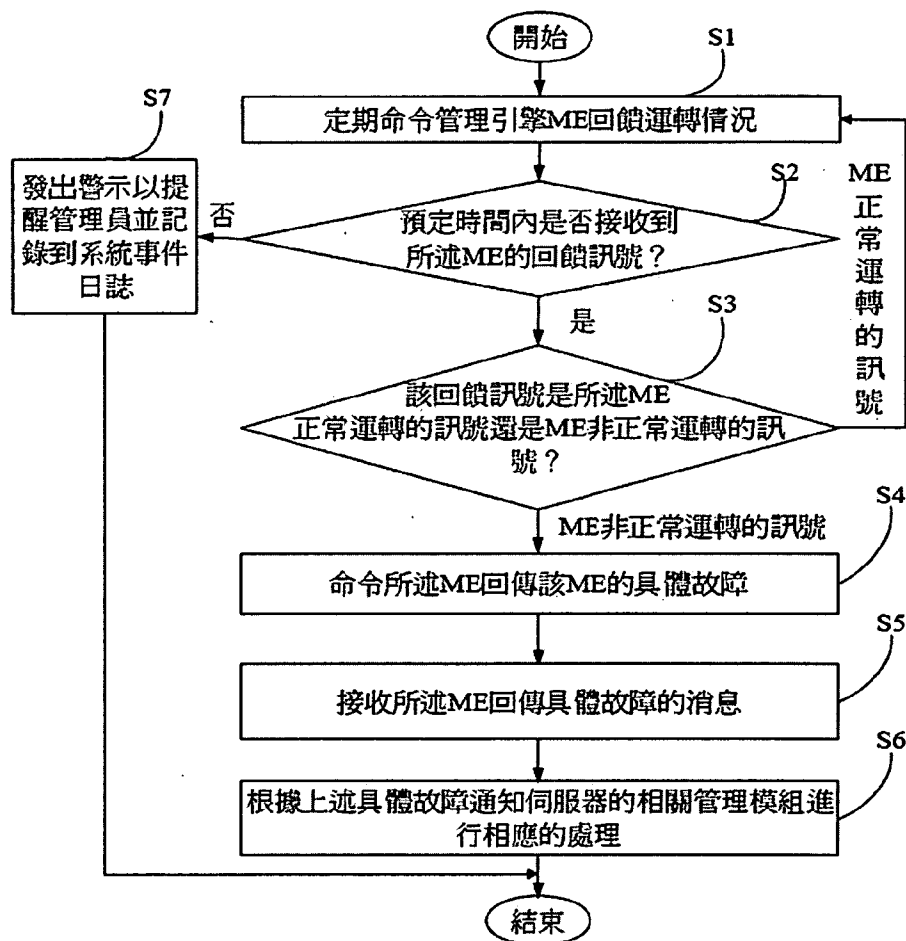 開始
S1
定期命令管理引擎ME回饋運轉情況
S7
發出警示以提
醒管理員並記
錄到系統事件
日誌
否
S2
預定時間內是否接收到
所述ME的回饋訊號？
ME
正
常
運
轉
的
訊
號
是
S3
該回饋訊號是所述ME
正常運轉的訊號還是ME非正常運轉的訊
號？
ME非正常運轉的訊號
S4
命令所述ME回傳該ME的具體故障
S5
接收所述ME回傳具體故障的消息
S6
根據上述具體故障通知伺服器的相關管理模組進
行相應的處理
結束